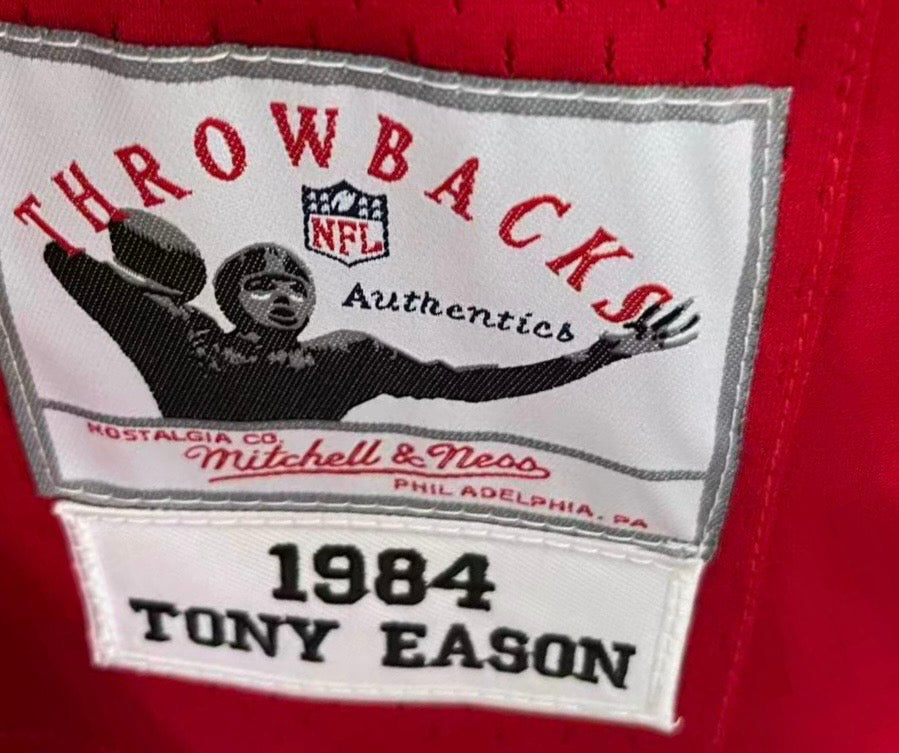 THROWBACKS
NFL
Authentics
NOSTALGIA CO.
Mitchell & Ness
PHILADELPHIA, PA
1984
TONY EASON